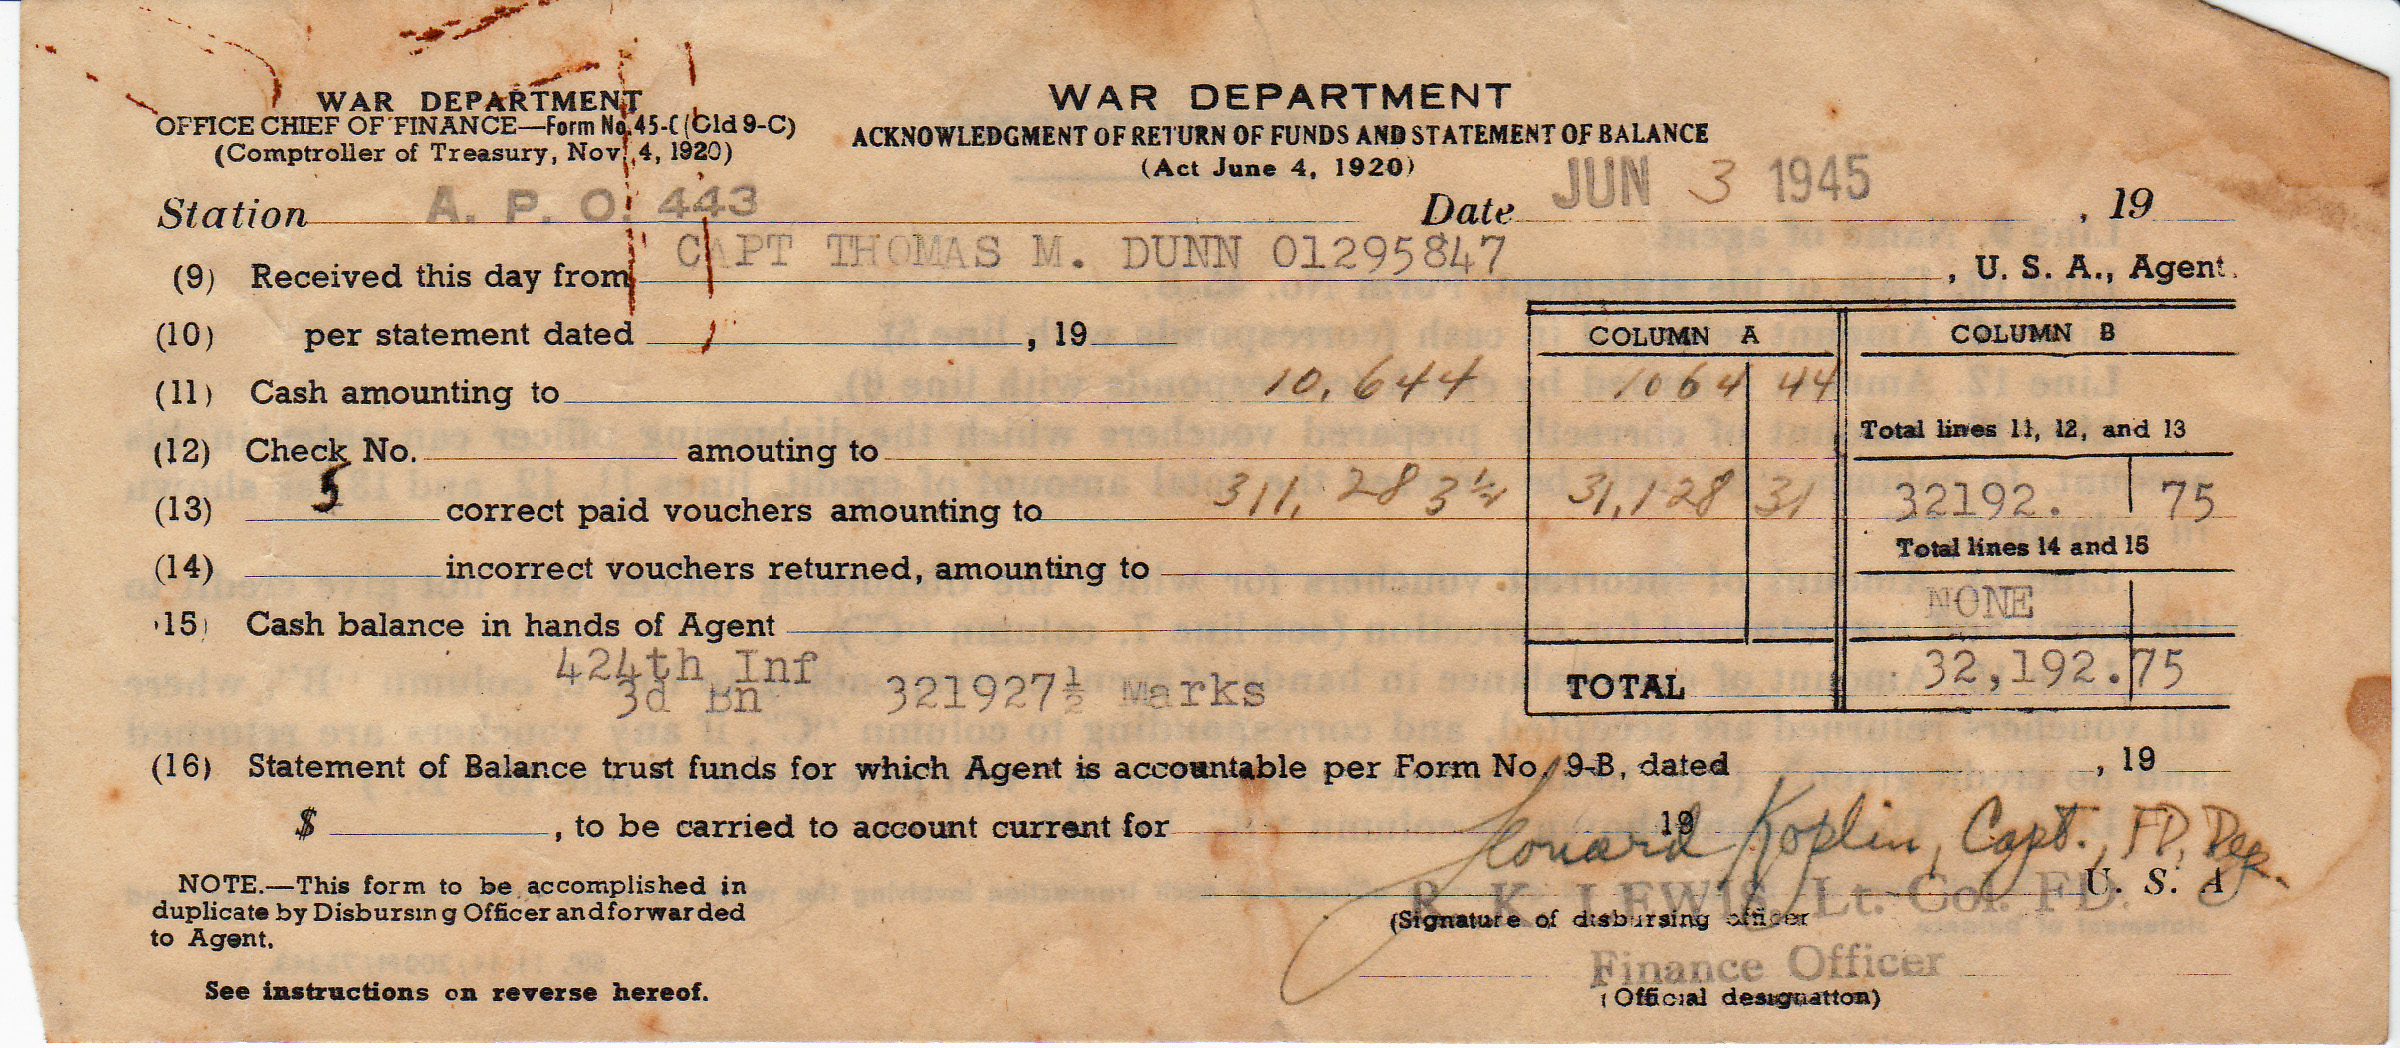 WAR DEPARTMENT
OFFICE CHIEF OF FINANCE—Form No. 45-C (Old 9-C)
(Comptroller of Treasury, Nov. 4, 1920)
WAR DEPARTMENT
ACKNOWLEDGMENT OF RETURN OF FUNDS AND STATEMENT OF BALANCE
(Act June 4, 1920)
Station A. P. O. 443 Date JUN 3 1945, 19
(9) Received this day from CAPT THOMAS M. DUNN 01295847, U. S. A., Agent.
(10) per statement dated , 19
COLUMN A COLUMN B
(11) Cash amounting to 10,644 1064 44
Total lines 11, 12, and 13
(12) Check No. amouting to
(13) 5 correct paid vouchers amounting to 311,283½ 31,128 31 32192. 75
Total lines 14 and 15
(14) incorrect vouchers returned, amounting to
NONE
15) Cash balance in hands of Agent
424th Inf
3d Bn 321927½ Marks
TOTAL 32,192.75
(16) Statement of Balance trust funds for which Agent is accountable per Form No. 9-B, dated , 19
$ , to be carried to account current for 19
Koplin, Capt., FD, Dep.
R. K. LEWIS, Lt. Col. FD. U. S. A
(Signature of disbursing officer
Finance Officer
(Official designation)
NOTE.—This form to be accomplished in
duplicate by Disbursing Officer and forwarded
to Agent.
See instructions on reverse hereof.